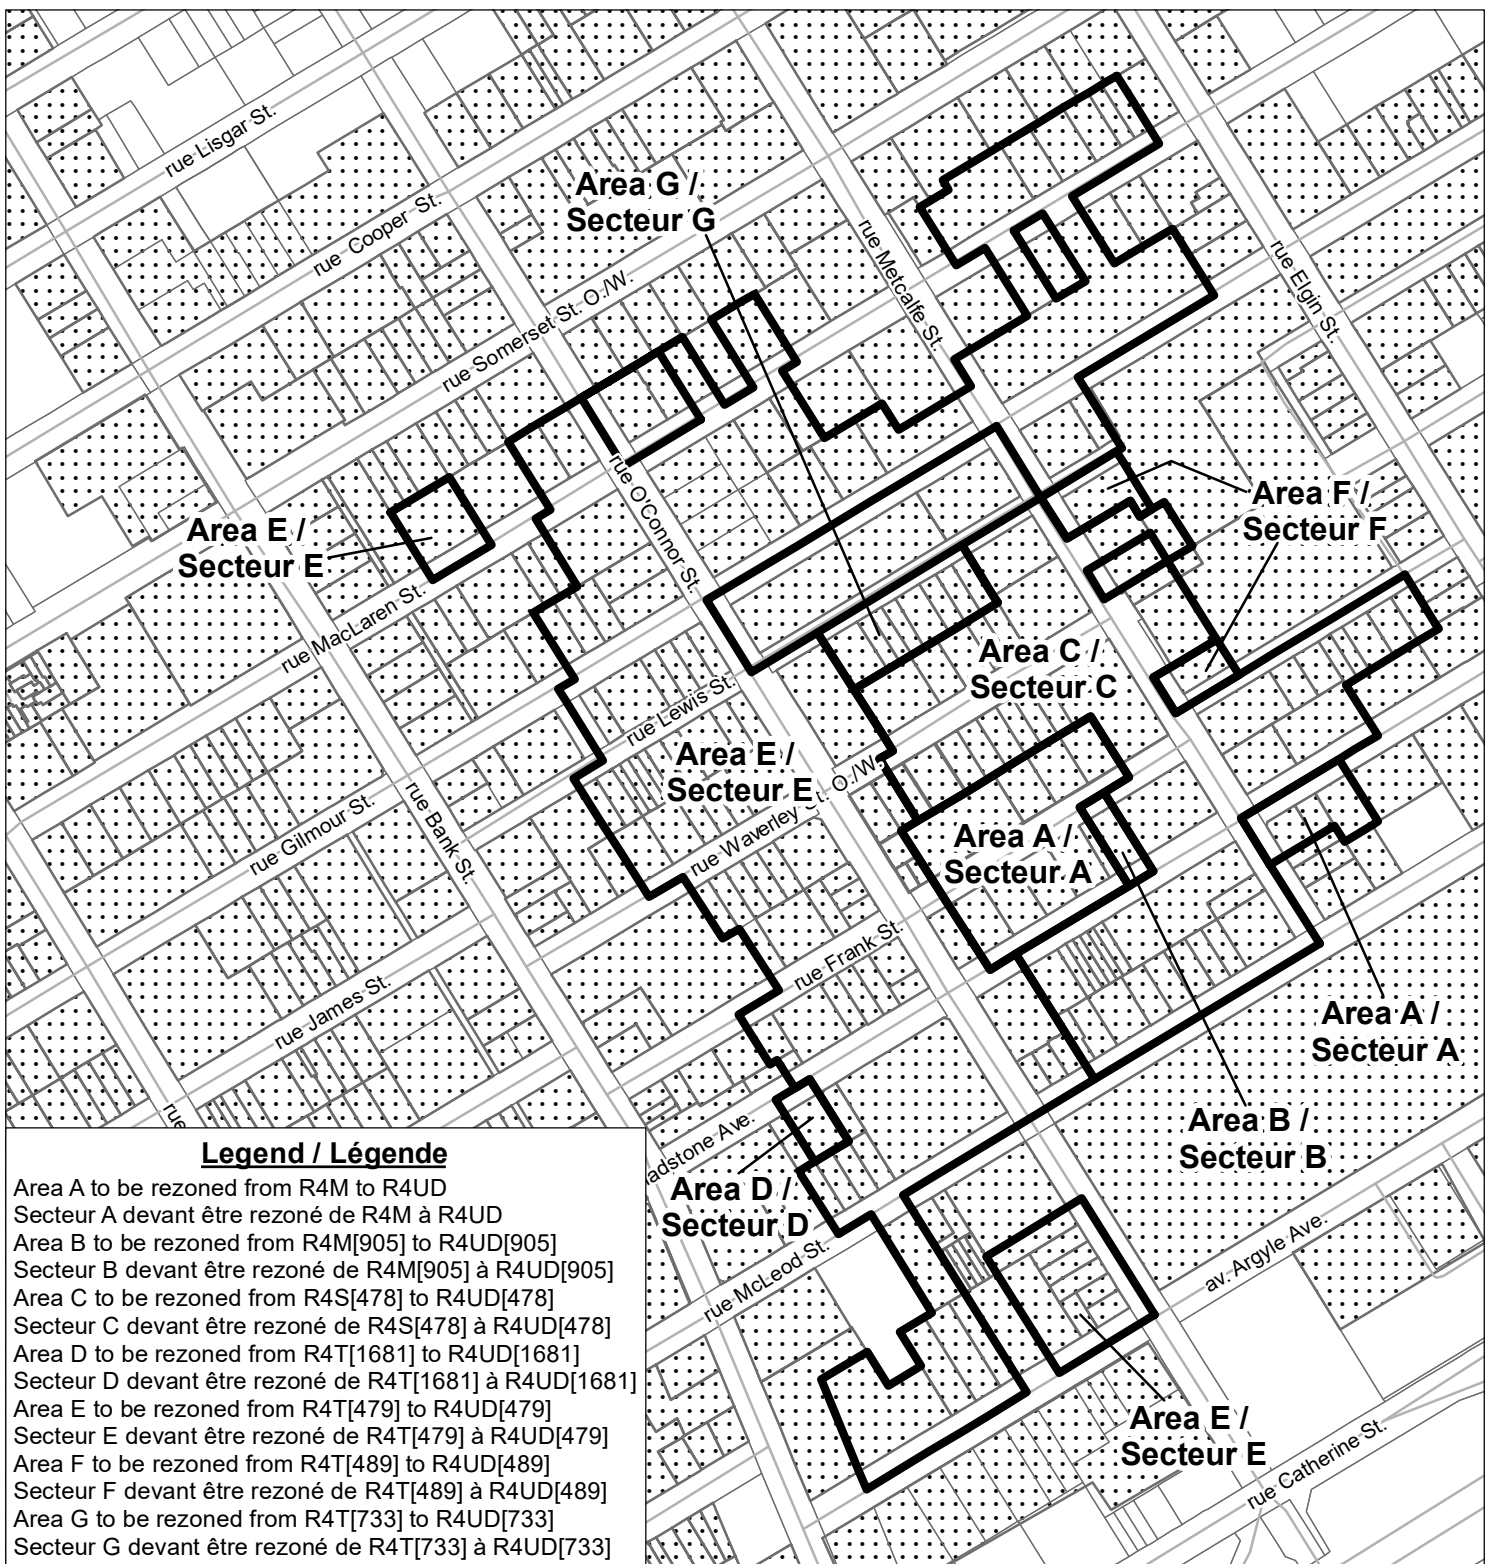 rue Lisgar St.
Area G /
Secteur G
rue Cooper St.
rue Metcalfe St.
rue Elgin St.
rue Somerset St. O./W.
rue O'Connor St.
Area E /
Secteur E
Area F /
Secteur F
rue MacLaren St.
Area C /
Secteur C
rue Lewis St.
Area E /
Secteur E
rue Waverley St. O./W.
rue Gilmour St.
rue Bank St.
Area A /
Secteur A
rue Frank St.
rue James St.
Area A /
Secteur A
rue
Area B /
Secteur B
adstone Ave.
Area D /
Secteur D
rue McLeod St.
av. Argyle Ave.
Area E /
Secteur E
rue Catherine St.
Legend / Légende
Area A to be rezoned from R4M to R4UD
Secteur A devant être rezoné de R4M à R4UD
Area B to be rezoned from R4M[905] to R4UD[905]
Secteur B devant être rezoné de R4M[905] à R4UD[905]
Area C to be rezoned from R4S[478] to R4UD[478]
Secteur C devant être rezoné de R4S[478] à R4UD[478]
Area D to be rezoned from R4T[1681] to R4UD[1681]
Secteur D devant être rezoné de R4T[1681] à R4UD[1681]
Area E to be rezoned from R4T[479] to R4UD[479]
Secteur E devant être rezoné de R4T[479] à R4UD[479]
Area F to be rezoned from R4T[489] to R4UD[489]
Secteur F devant être rezoné de R4T[489] à R4UD[489]
Area G to be rezoned from R4T[733] to R4UD[733]
Secteur G devant être rezoné de R4T[733] à R4UD[733]